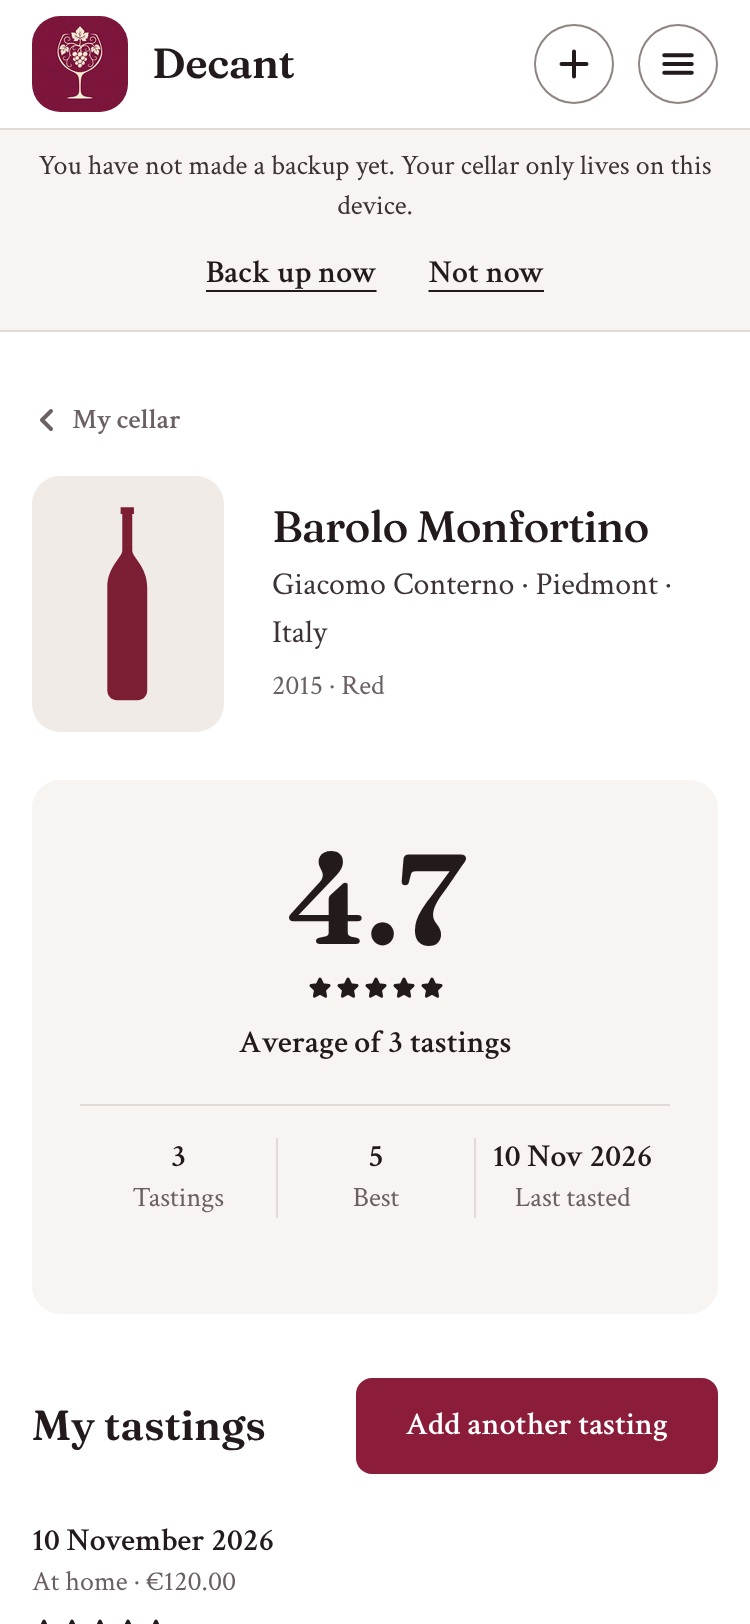 Decant
You have not made a backup yet. Your cellar only lives on this
device.
Back up now
Not now
My cellar
Barolo Monfortino
Giacomo Conterno · Piedmont ·
Italy
2015 · Red
4.7
Average of 3 tastings
3
Tastings
5
Best
10 Nov 2026
Last tasted
My tastings
Add another tasting
10 November 2026
At home · €120.00